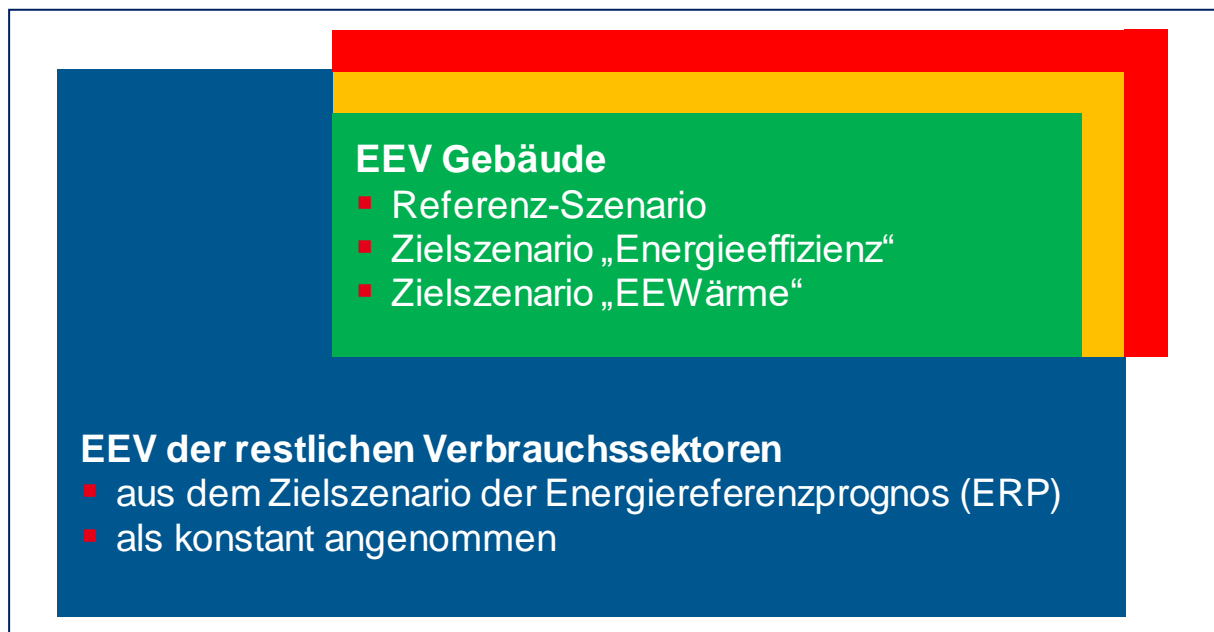 EEV Gebäude
▪ Referenz-Szenario
▪ Zielszenario „Energieeffizienz“
▪ Zielszenario „EEWärme“
EEV der restlichen Verbrauchssektoren
▪ aus dem Zielszenario der Energiereferenzprognos (ERP)
▪ als konstant angenommen